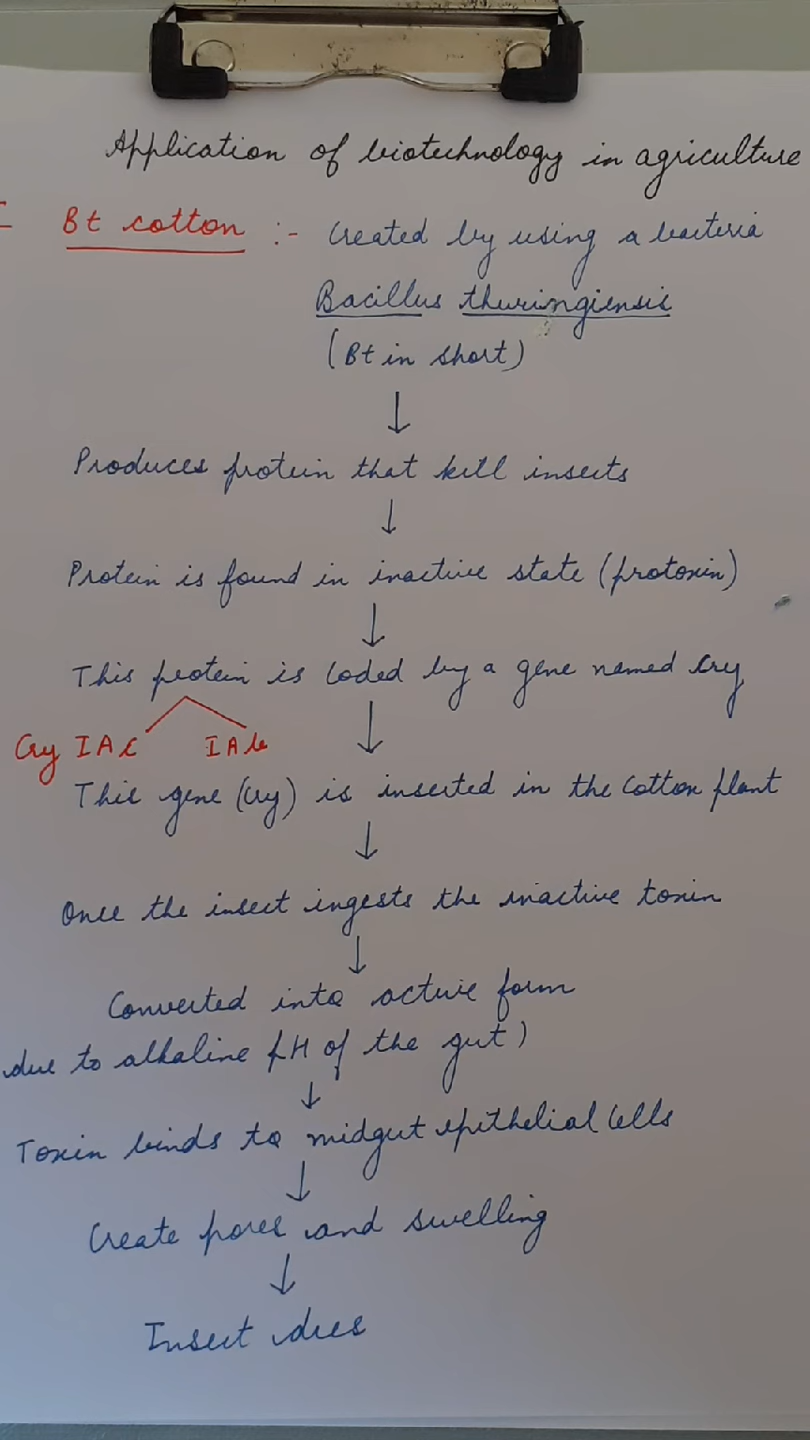 Application of biotechnology in agriculture
I Bt cotton :- Created by using a bacteria
Bacillus thuringiensis
(Bt in short)
↓
Produces protein that kill insects
↓
Protein is found in inactive state (protoxin)
↓
This protein is coded by a gene named cry
Cry IAc IAb
↓
This gene (cry) is inserted in the cotton plant
↓
Once the insect ingests the inactive toxin
↓
Converted into active form
due to alkaline pH of the gut)
↓
Toxin binds to midgut epithelial cells
↓
Create pores and swelling
↓
Insect dies